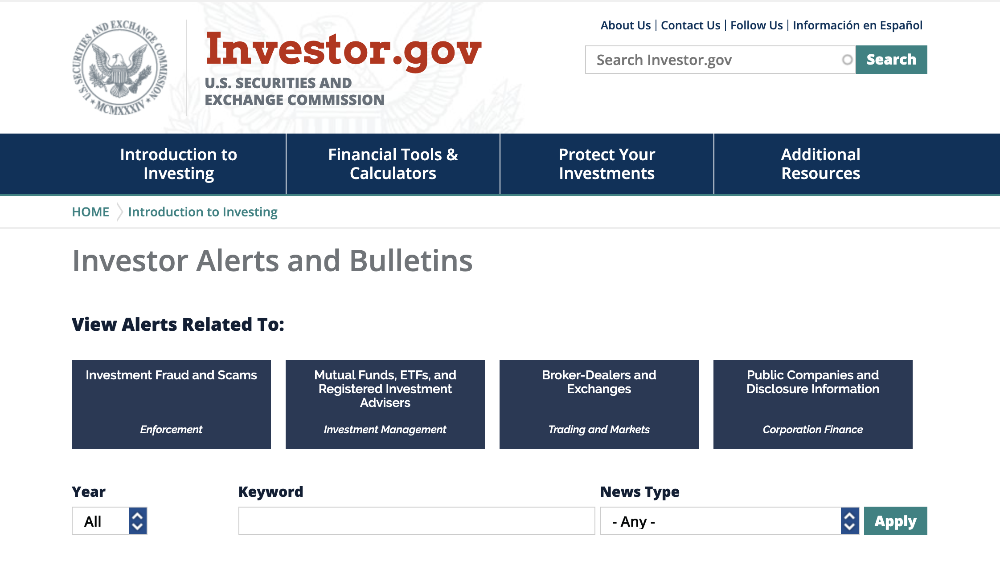 U.S. SECURITIES AND EXCHANGE COMMISSION
MCMXXXIV
Investor.gov
U.S. SECURITIES AND
EXCHANGE COMMISSION
About Us | Contact Us | Follow Us | Información en Español
Search Investor.gov
Search
Introduction to
Investing
Financial Tools &
Calculators
Protect Your
Investments
Additional
Resources
HOME
Introduction to Investing
Investor Alerts and Bulletins
View Alerts Related To:
Investment Fraud and Scams
Enforcement
Mutual Funds, ETFs, and
Registered Investment
Advisers
Investment Management
Broker-Dealers and
Exchanges
Trading and Markets
Public Companies and
Disclosure Information
Corporation Finance
Year
All
Keyword
News Type
- Any -
Apply